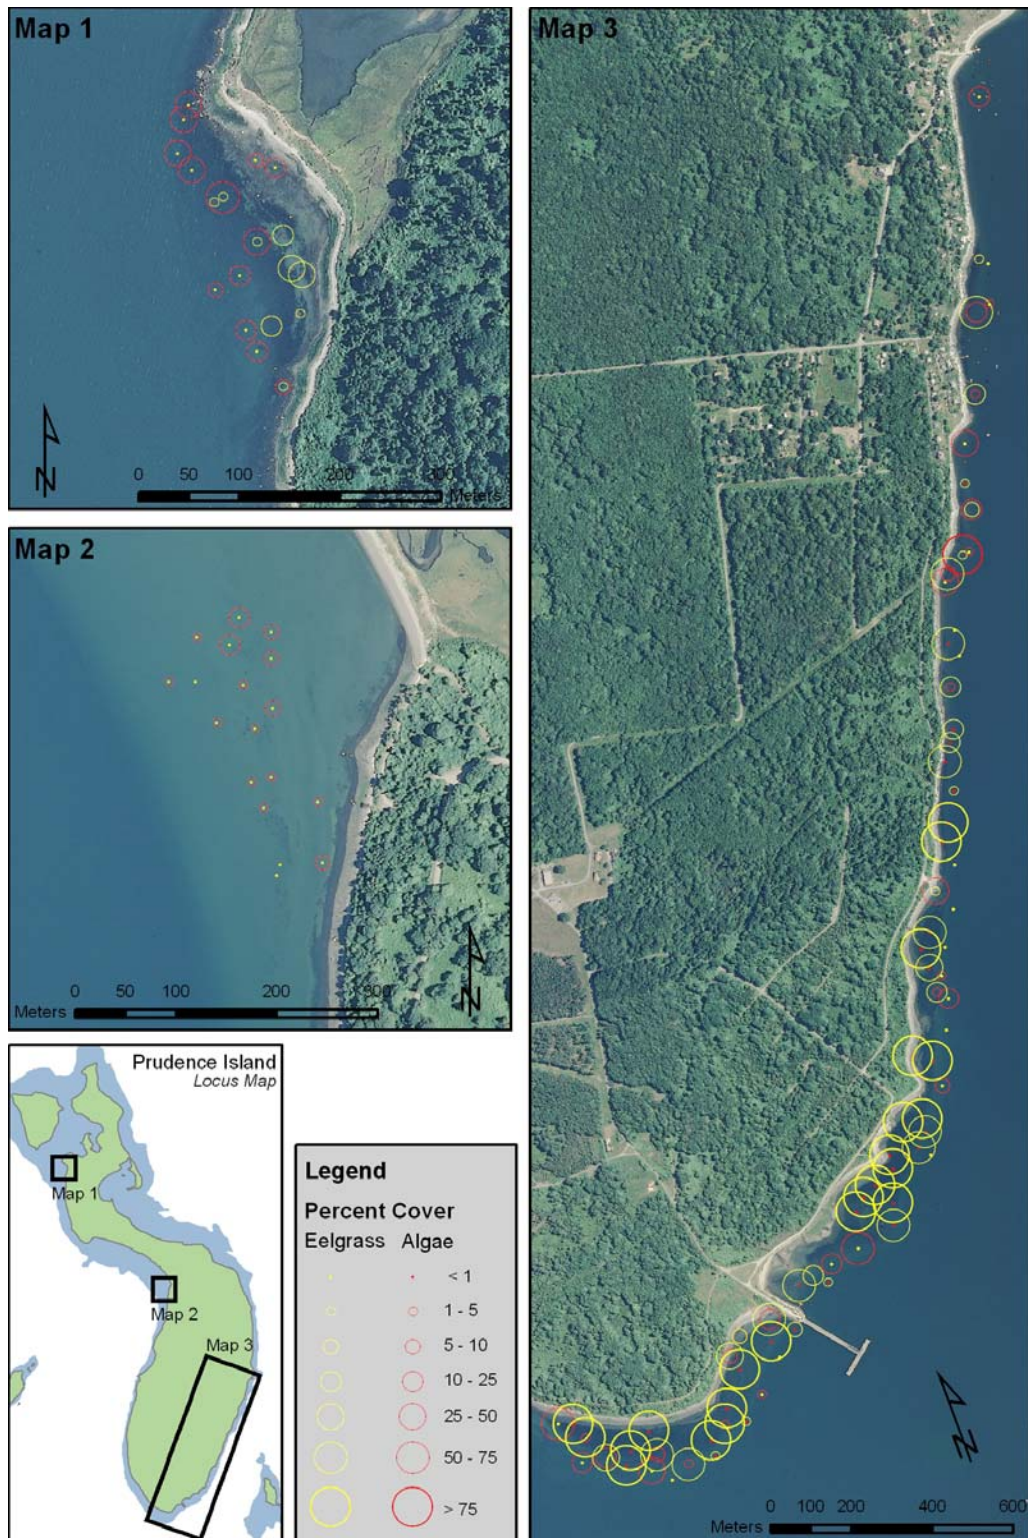 Map 1
N
0 50 100 200 300
Meters
Map 2
N
0 50 100 200 300
Meters
Prudence Island
Locus Map
Map 1
Map 2
Map 3
Legend
Percent Cover
Eelgrass Algae
< 1
1 - 5
5 - 10
10 - 25
25 - 50
50 - 75
> 75
Map 3
N
0 100 200 400 600
Meters